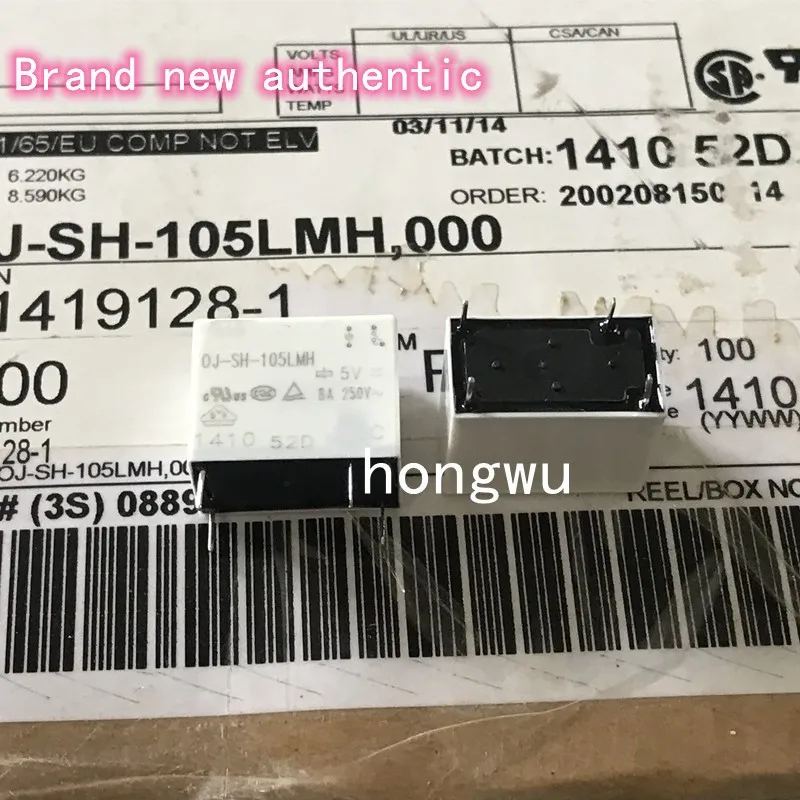 UL/UR/US
CSA/CAN
VOLTS
TEMP
Brand new authentic
1/65/EU COMP NOT ELV
03/11/14
6.220KG
8.590KG
BATCH: 1410 52D
ORDER: 20020815 14
OJ-SH-105LMH,000
1419128-1
00
mber
128-1
OJ-SH-105LMH,00
# (3S) 0889
M
ty: 100
1410
(YYWW)
REEL/BOX NO
OJ-SH-105LMH
5V
8A 250V~
1410 52D
C
hongwu